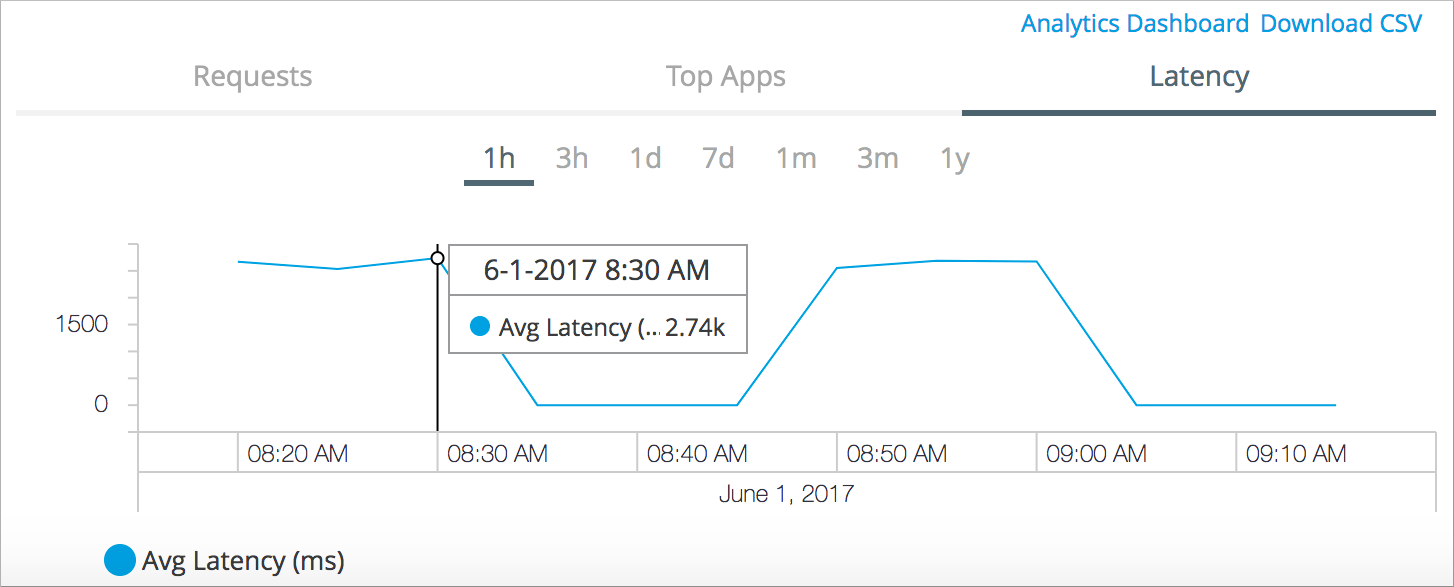 Analytics Dashboard Download CSV
Requests Top Apps Latency
1h 3h 1d 7d 1m 3m 1y
6-1-2017 8:30 AM
Avg Latency (... 2.74k
1500
0
08:20 AM 08:30 AM 08:40 AM 08:50 AM 09:00 AM 09:10 AM
June 1, 2017
Avg Latency (ms)